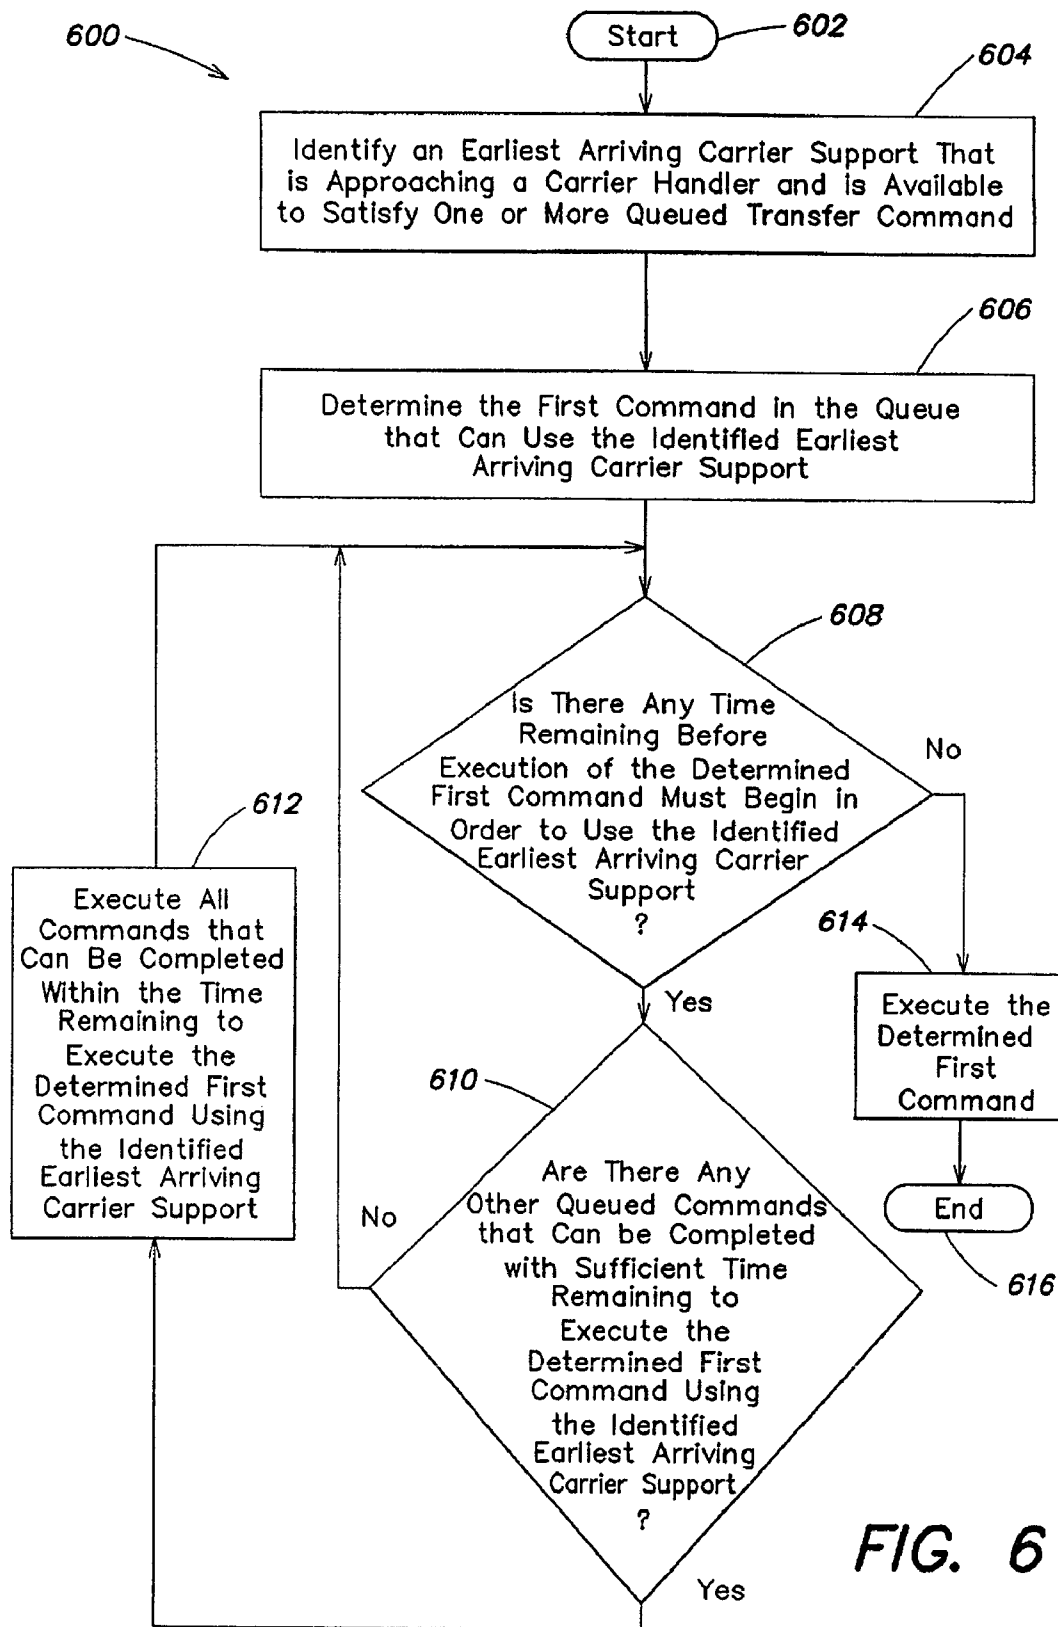 600
Start
602
604
Identify an Earliest Arriving Carrier Support That
is Approaching a Carrier Handler and is Available
to Satisfy One or More Queued Transfer Command
606
Determine the First Command in the Queue
that Can Use the Identified Earliest
Arriving Carrier Support
608
Is There Any Time
Remaining Before
Execution of the Determined
First Command Must Begin in
Order to Use the Identified
Earliest Arriving Carrier
Support
?
No
Yes
612
Execute All
Commands that
Can Be Completed
Within the Time
Remaining to
Execute the
Determined First
Command Using
the Identified
Earliest Arriving
Carrier Support
614
Execute the
Determined
First
Command
End
616
610
Are There Any
Other Queued Commands
that Can be Completed
with Sufficient Time
Remaining to
Execute the
Determined First
Command Using
the Identified
Earliest Arriving
Carrier Support
?
No
Yes
FIG. 6